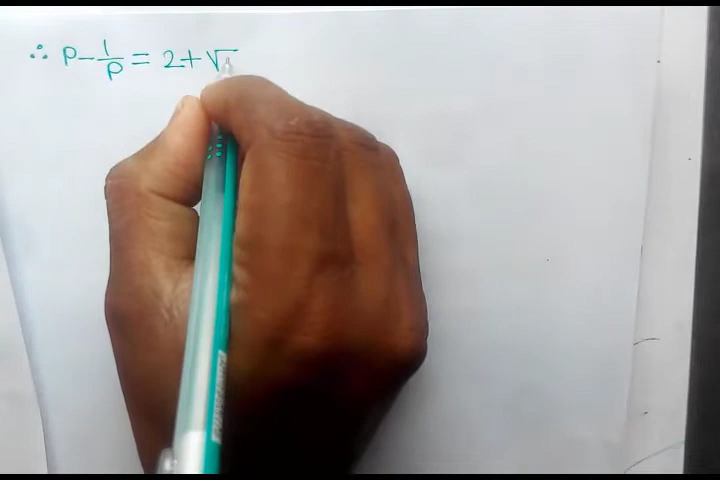 ∴ P - 1/P = 2 + √